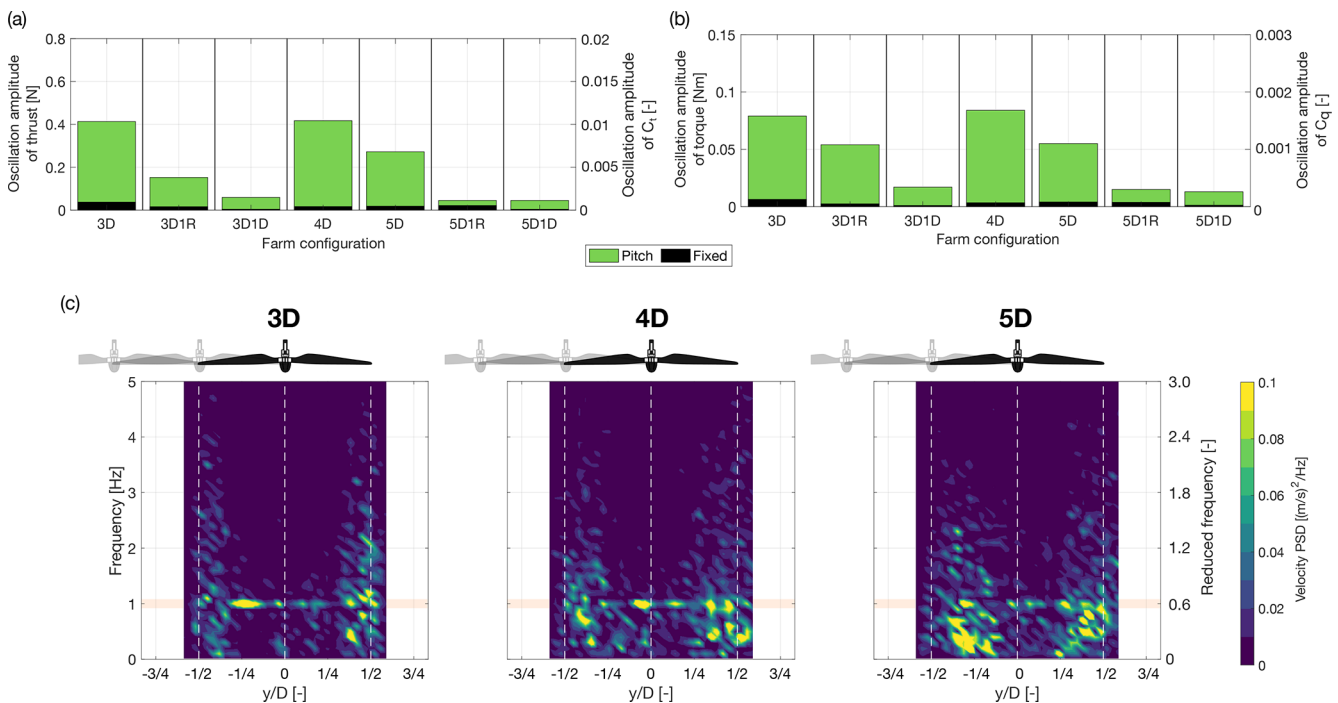 (a)
Oscillation amplitude
of thrust [N]
0.8
0.6
0.4
0.2
0
3D 3D1R 3D1D 4D 5D 5D1R 5D1D
Farm configuration
0.02
0.015
0.01
0.005
0
Oscillation amplitude
of Ct [-]
(b)
Oscillation amplitude
of torque [Nm]
0.15
0.1
0.05
0
3D 3D1R 3D1D 4D 5D 5D1R 5D1D
Farm configuration
0.003
0.002
0.001
0
Oscillation amplitude
of Cq [-]
Pitch Fixed
(c)
3D 4D 5D
Frequency [Hz]
5
4
3
2
1
0
-3/4 -1/2 -1/4 0 1/4 1/2 3/4
y/D [-]
-3/4 -1/2 -1/4 0 1/4 1/2 3/4
y/D [-]
-3/4 -1/2 -1/4 0 1/4 1/2 3/4
y/D [-]
3.0
2.4
1.8
1.2
0.6
0
Reduced frequency [-]
0.1
0.08
0.06
0.04
0.02
0
Velocity PSD [(m/s)²/Hz]